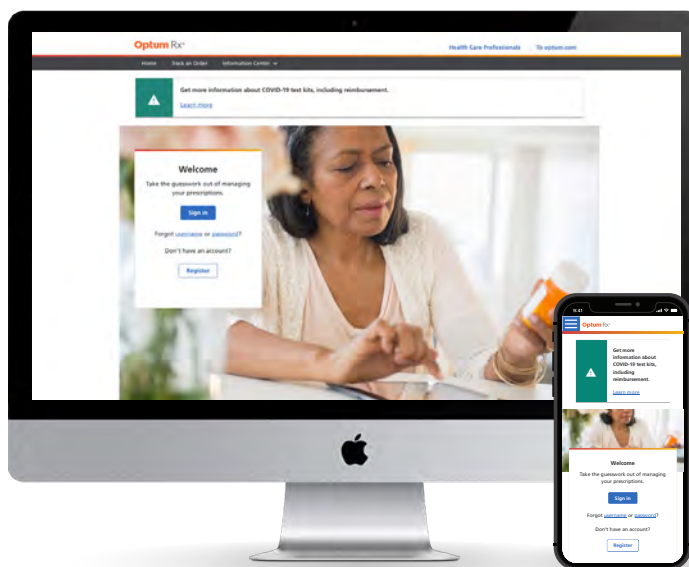 Optum Rx®
Health Care Professionals To optum.com
Home Track an Order Information Center
Get more information about COVID-19 test kits, including reimbursement.
Learn more
Welcome
Take the guesswork out of managing
your prescriptions.
Sign in
Forgot username or password?
Don't have an account?
Register
9:41
Optum Rx®
Get more
information about
COVID-19 test kits,
including
reimbursement.
Learn more
Welcome
Take the guesswork out of managing
your prescriptions.
Sign in
Forgot username or password?
Don't have an account?
Register